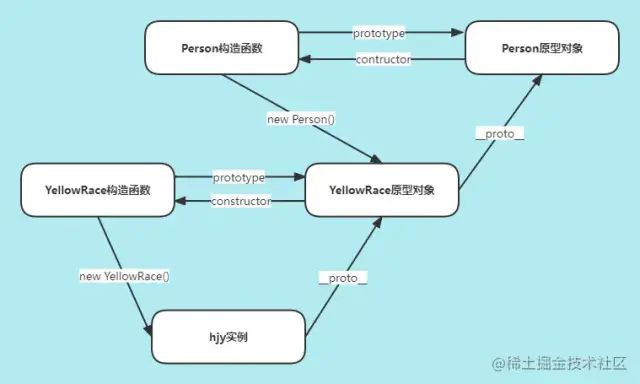 Person构造函数
prototype
contructor
Person原型对象
new Person()
__proto__
YellowRace构造函数
prototype
constructor
YellowRace原型对象
new YellowRace()
__proto__
hjy实例
@稀土掘金技术社区